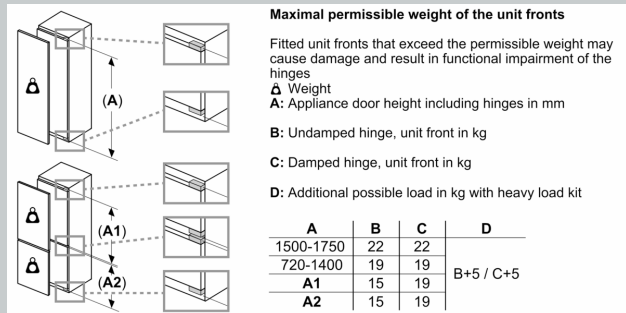 Maximal permissible weight of the unit fronts
Fitted unit fronts that exceed the permissible weight may
cause damage and result in functional impairment of the
hinges
Weight
A: Appliance door height including hinges in mm
B: Undamped hinge, unit front in kg
C: Damped hinge, unit front in kg
D: Additional possible load in kg with heavy load kit
(A)
(A1)
(A2)
A B C D
1500-1750 22 22
720-1400 19 19
A1 15 19
A2 15 19
B+5 / C+5